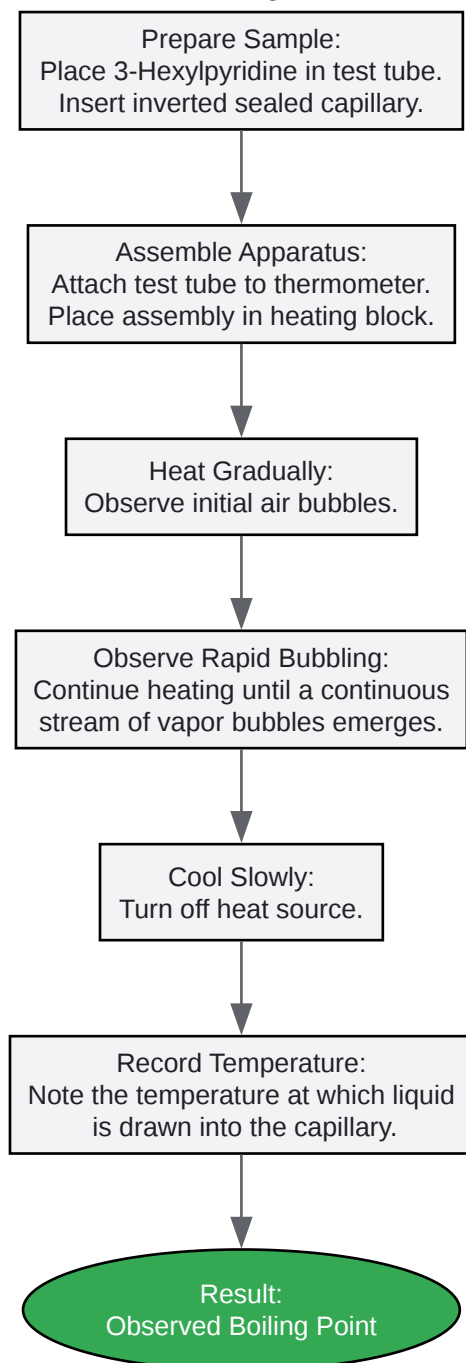 Prepare Sample:
Place 3-Hexylpyridine in test tube.
Insert inverted sealed capillary.
Assemble Apparatus:
Attach test tube to thermometer.
Place assembly in heating block.
Heat Gradually:
Observe initial air bubbles.
Observe Rapid Bubbling:
Continue heating until a continuous
stream of vapor bubbles emerges.
Cool Slowly:
Turn off heat source.
Record Temperature:
Note the temperature at which liquid
is drawn into the capillary.
Result:
Observed Boiling Point